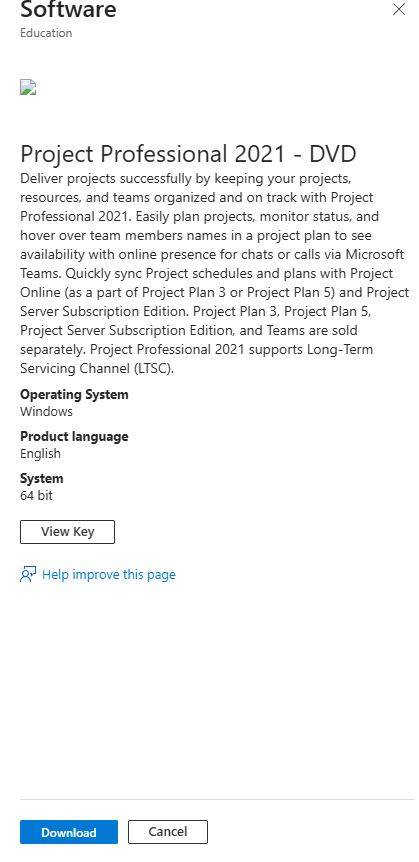 Software
Education
Project Professional 2021 - DVD
Deliver projects successfully by keeping your projects,
resources, and teams organized and on track with Project
Professional 2021. Easily plan projects, monitor status, and
hover over team members names in a project plan to see
availability with online presence for chats or calls via Microsoft
Teams. Quickly sync Project schedules and plans with Project
Online (as a part of Project Plan 3 or Project Plan 5) and Project
Server Subscription Edition. Project Plan 3, Project Plan 5,
Project Server Subscription Edition, and Teams are sold
separately. Project Professional 2021 supports Long-Term
Servicing Channel (LTSC).
Operating System
Windows
Product language
English
System
64 bit
View Key
Help improve this page
Download
Cancel